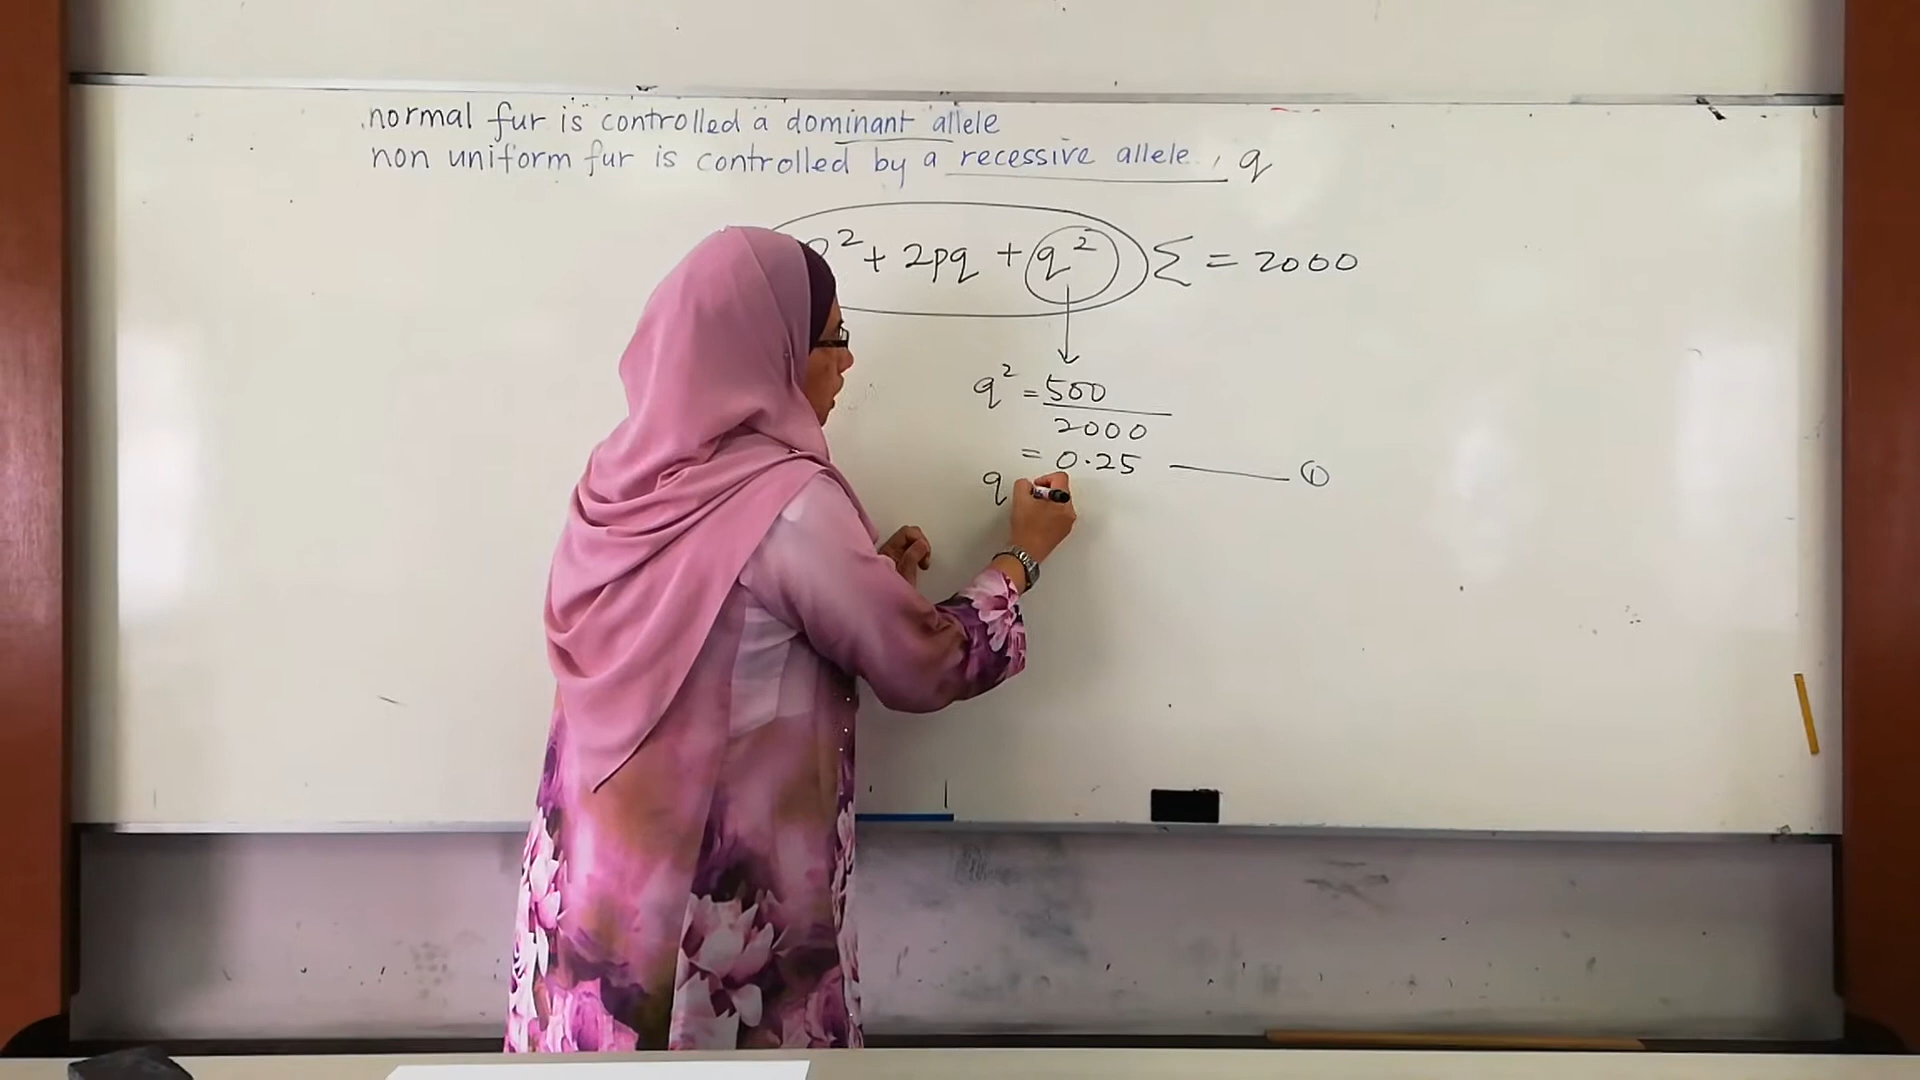 normal fur is controlled a dominant allele
non uniform fur is controlled by a recessive allele, q
² + 2pq + q² Σ = 2000
q² = 500
2000
= 0.25 ①
q